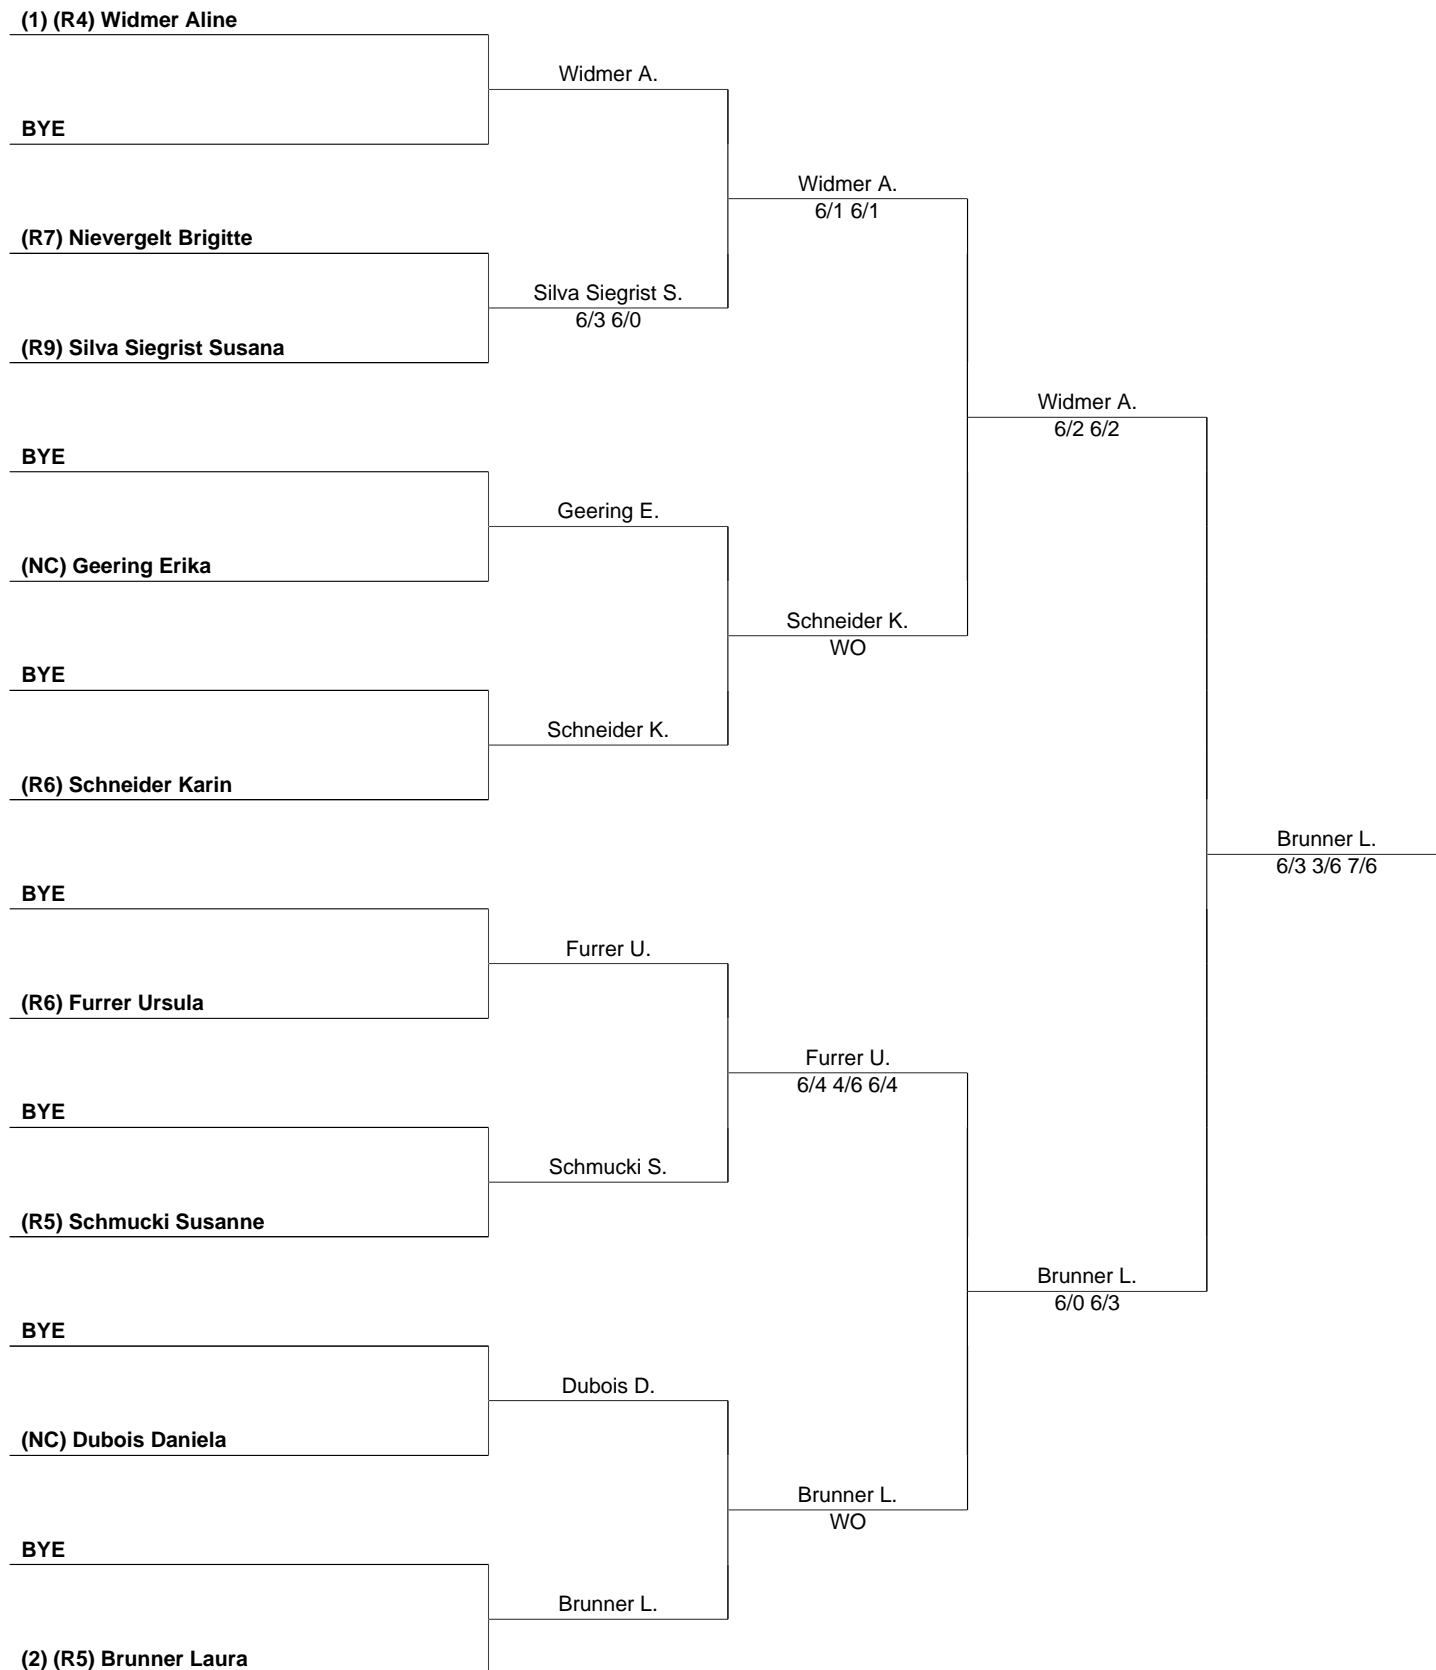 (1) (R4) Widmer Aline
Widmer A.
BYE
Widmer A.
6/1 6/1
(R7) Nievergelt Brigitte
Silva Siegrist S.
6/3 6/0
(R9) Silva Siegrist Susana
Widmer A.
6/2 6/2
BYE
Geering E.
(NC) Geering Erika
Schneider K.
WO
BYE
Schneider K.
(R6) Schneider Karin
Brunner L.
6/3 3/6 7/6
BYE
Furrer U.
(R6) Furrer Ursula
Furrer U.
6/4 4/6 6/4
BYE
Schmucki S.
(R5) Schmucki Susanne
Brunner L.
6/0 6/3
BYE
Dubois D.
(NC) Dubois Daniela
Brunner L.
WO
BYE
Brunner L.
(2) (R5) Brunner Laura